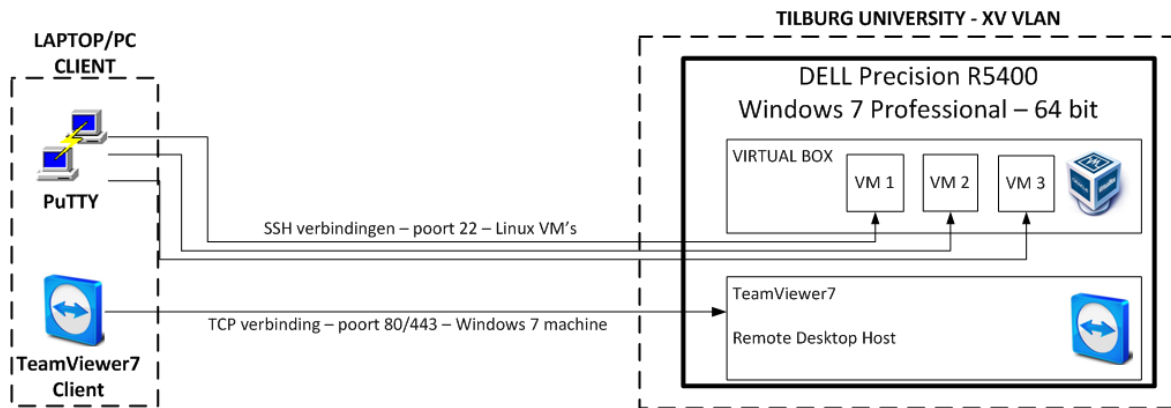 LAPTOP/PC
CLIENT
PuTTY
TeamViewer7
Client
SSH verbindingen – poort 22 – Linux VM's
TCP verbinding – poort 80/443 – Windows 7 machine
TILBURG UNIVERSITY - XV VLAN
DELL Precision R5400
Windows 7 Professional – 64 bit
VIRTUAL BOX
VM 1
VM 2
VM 3
TeamViewer7
Remote Desktop Host